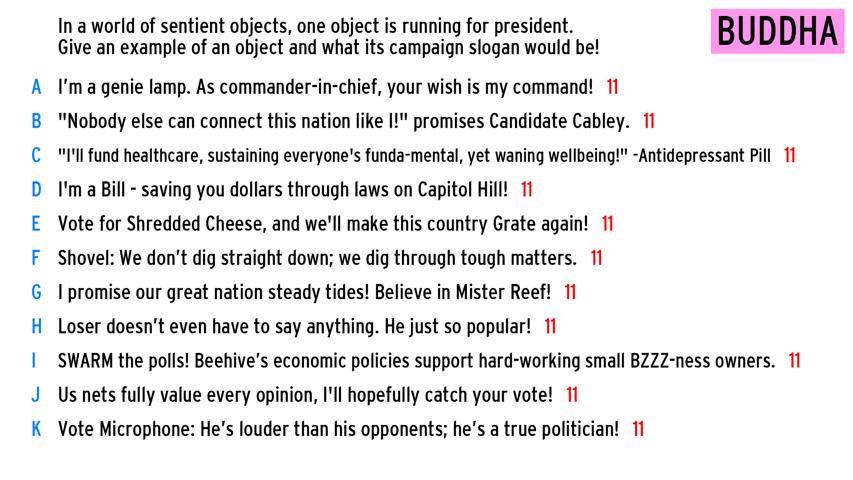 In a world of sentient objects, one object is running for president.
Give an example of an object and what its campaign slogan would be!
BUDDHA
A I'm a genie lamp. As commander-in-chief, your wish is my command! 11
B "Nobody else can connect this nation like I!" promises Candidate Cabley. 11
C "I'll fund healthcare, sustaining everyone's funda-mental, yet waning wellbeing!" -Antidepressant Pill 11
D I'm a Bill - saving you dollars through laws on Capitol Hill! 11
E Vote for Shredded Cheese, and we'll make this country Grate again! 11
F Shovel: We don't dig straight down; we dig through tough matters. 11
G I promise our great nation steady tides! Believe in Mister Reef! 11
H Loser doesn't even have to say anything. He just so popular! 11
I SWARM the polls! Beehive's economic policies support hard-working small BZZZ-ness owners. 11
J Us nets fully value every opinion, I'll hopefully catch your vote! 11
K Vote Microphone: He's louder than his opponents; he's a true politician! 11